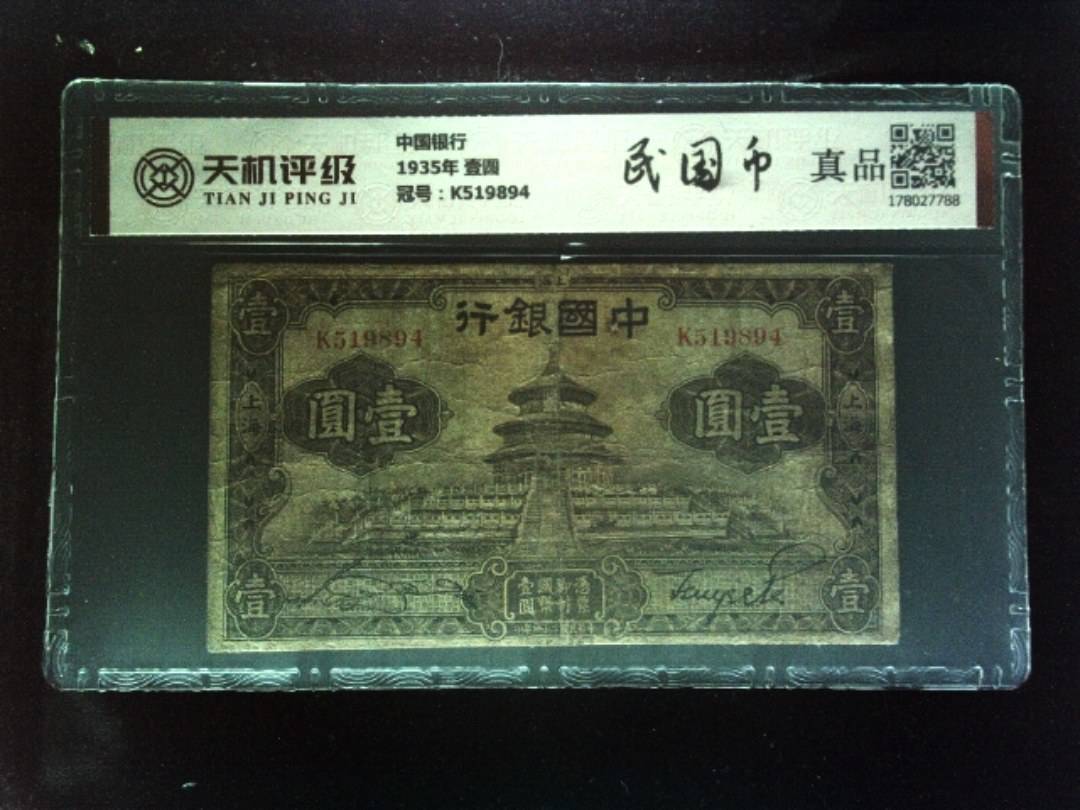 天机评级
TIAN JI PING JI
中国银行
1935年 壹圆
冠号：K519894
民国币
真品
178027788
上海
行銀國中
K519894
K519894
壹
壹
圓壹
圓壹
上海
上海
壹
壹